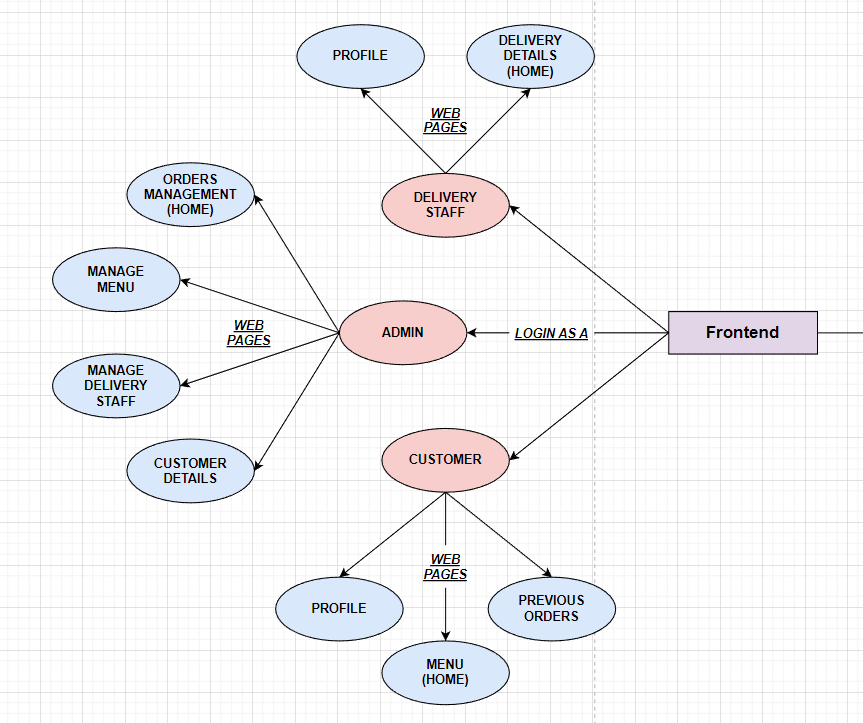 PROFILE
DELIVERY
DETAILS
(HOME)
WEB
PAGES
ORDERS
MANAGEMENT
(HOME)
DELIVERY
STAFF
MANAGE
MENU
WEB
PAGES
ADMIN
LOGIN AS A
Frontend
MANAGE
DELIVERY
STAFF
CUSTOMER
DETAILS
CUSTOMER
WEB
PAGES
PROFILE
PREVIOUS
ORDERS
MENU
(HOME)